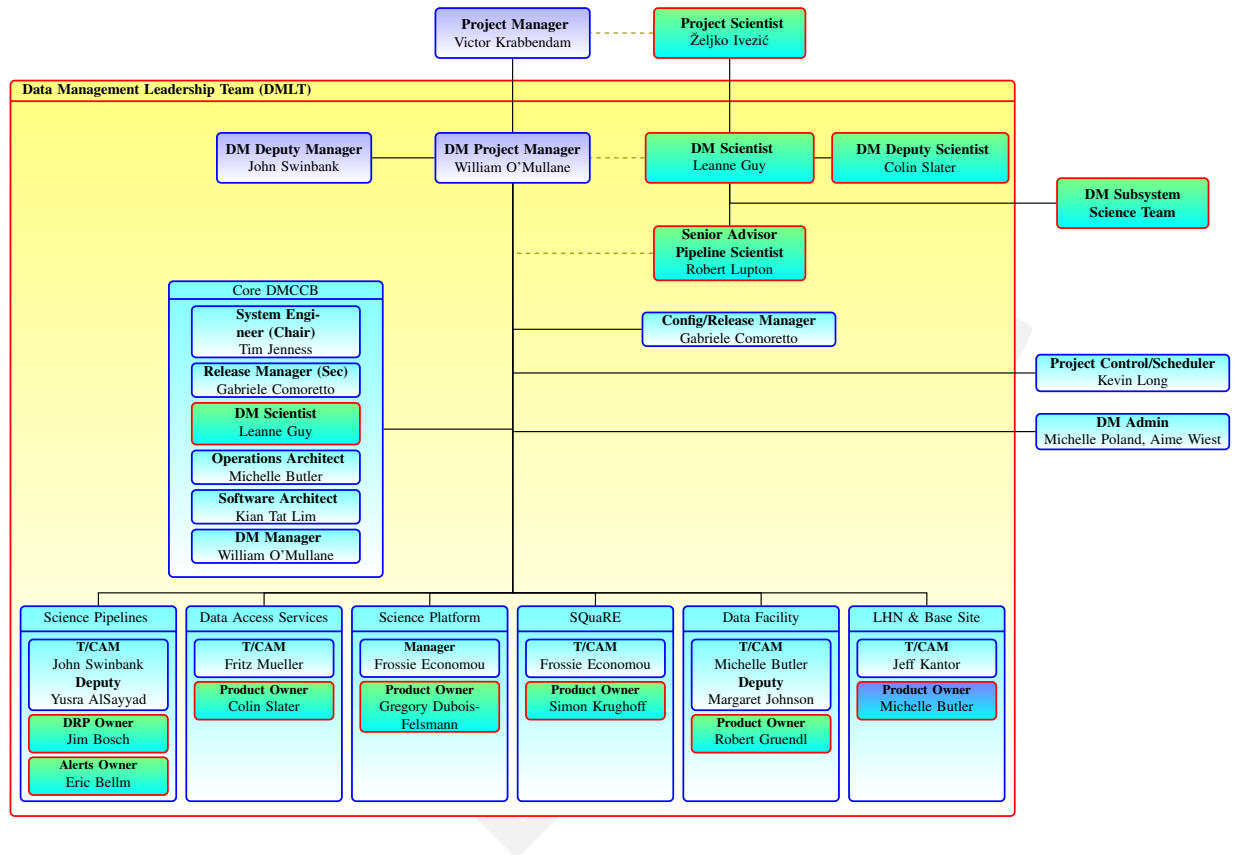 Project Manager
Victor Krabbendam
Project Scientist
Željko Ivezić
Data Management Leadership Team (DMLT)
DM Deputy Manager
John Swinbank
DM Project Manager
William O'Mullane
DM Scientist
Leanne Guy
DM Deputy Scientist
Colin Slater
DM Subsystem
Science Team
Senior Advisor
Pipeline Scientist
Robert Lupton
Core DMCCB
System Engi-
neer (Chair)
Tim Jenness
Release Manager (Sec)
Gabriele Comoretto
DM Scientist
Leanne Guy
Operations Architect
Michelle Butler
Software Architect
Kian Tat Lim
DM Manager
William O'Mullane
Config/Release Manager
Gabriele Comoretto
Project Control/Scheduler
Kevin Long
DM Admin
Michelle Poland, Aime Wiest
Science Pipelines
T/CAM
John Swinbank
Deputy
Yusra AlSayyad
DRP Owner
Jim Bosch
Alerts Owner
Eric Bellm
Data Access Services
T/CAM
Fritz Mueller
Product Owner
Colin Slater
Science Platform
Manager
Frossie Economou
Product Owner
Gregory Dubois-
Felsmann
SQuaRE
T/CAM
Frossie Economou
Product Owner
Simon Krughoff
Data Facility
T/CAM
Michelle Butler
Deputy
Margaret Johnson
Product Owner
Robert Gruendl
LHN & Base Site
T/CAM
Jeff Kantor
Product Owner
Michelle Butler